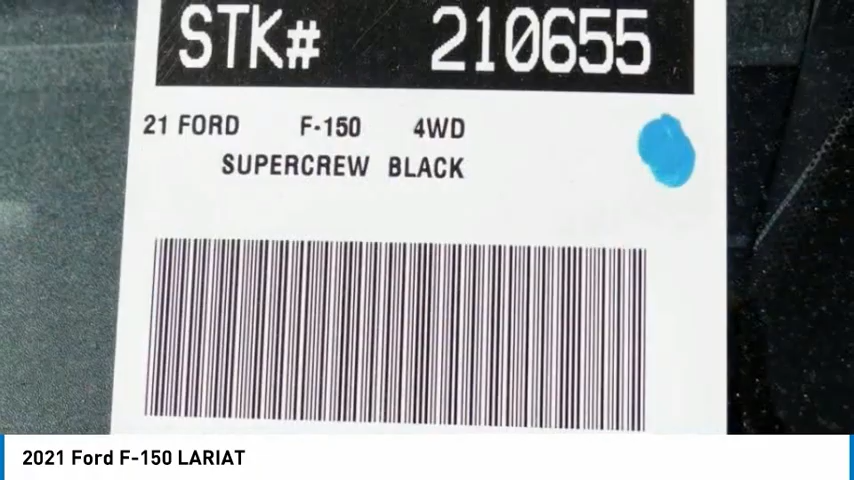 STK# 210655
21 FORD F-150 4WD
SUPERCREW BLACK
2021 Ford F-150 LARIAT